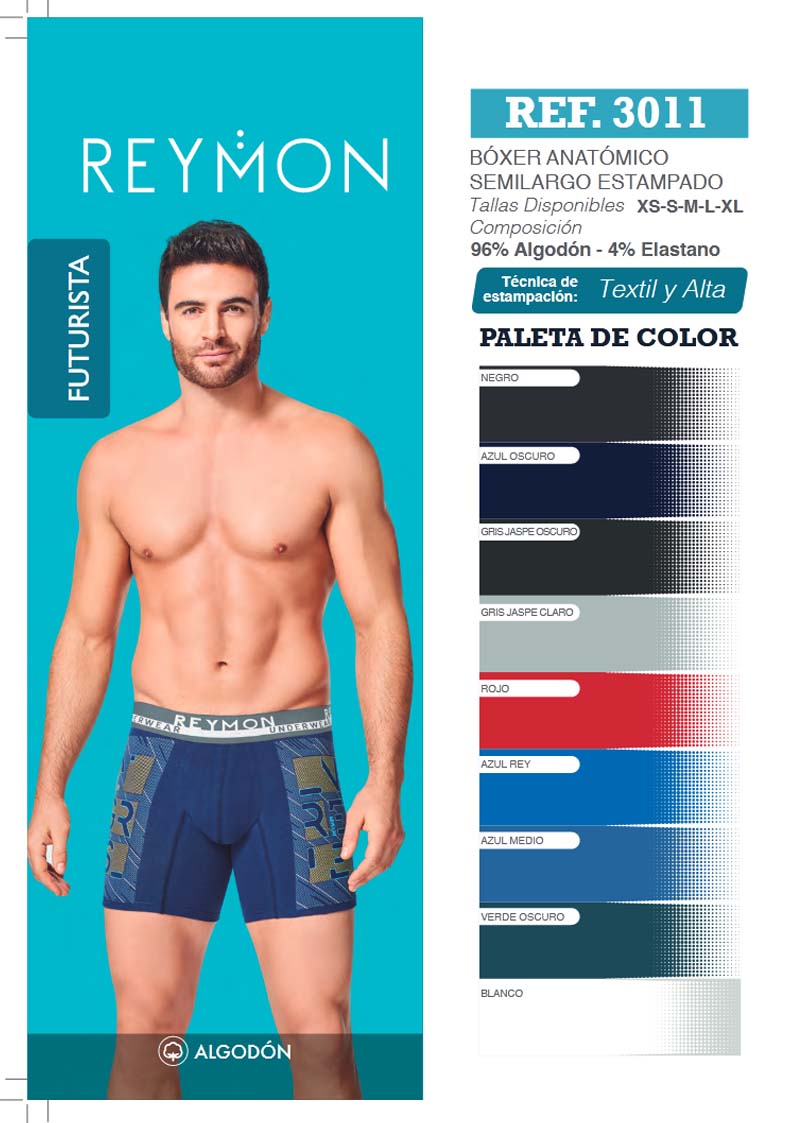 REYMON
FUTURISTA
REYMON
UNDERWEAR
ALGODÓN
REF. 3011
BÓXER ANATÓMICO
SEMILARGO ESTAMPADO
Tallas Disponibles XS-S-M-L-XL
Composición
96% Algodón - 4% Elastano
Técnica de
estampación: Textil y Alta
PALETA DE COLOR
NEGRO
AZUL OSCURO
GRIS JASPE OSCURO
GRIS JASPE CLARO
ROJO
AZUL REY
AZUL MEDIO
VERDE OSCURO
BLANCO